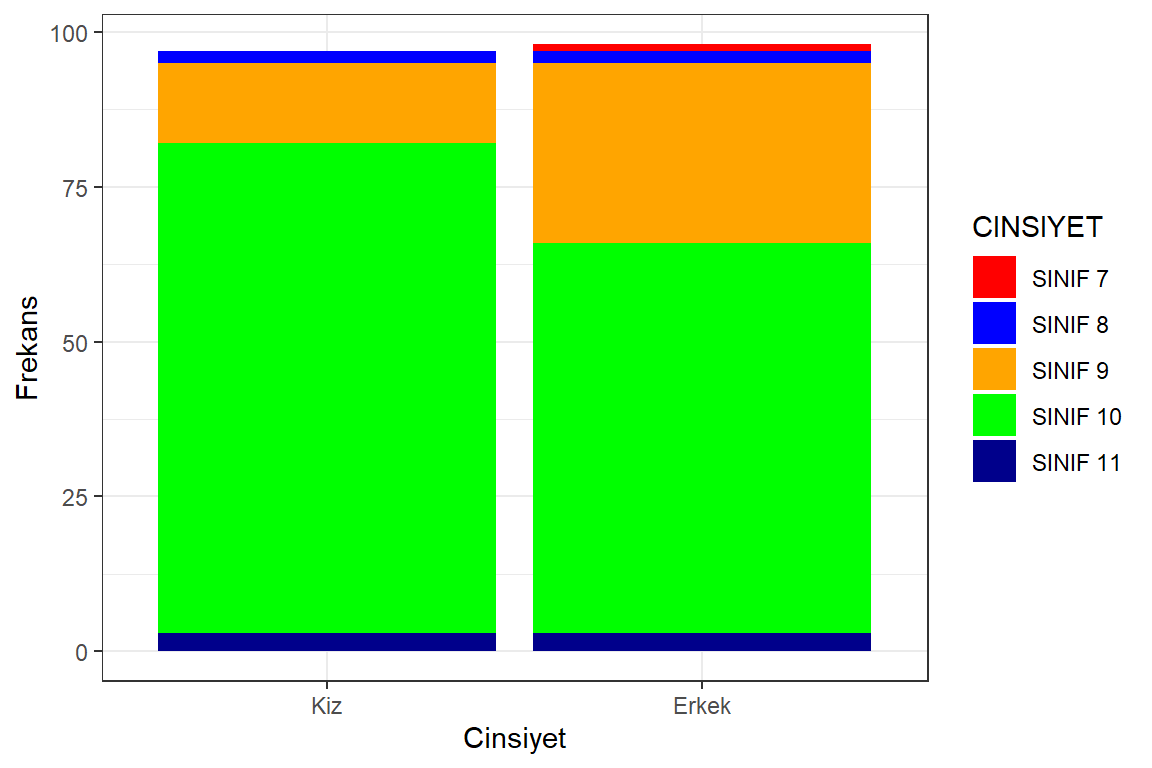 100
75
50
25
0
Frekans
Kiz
Erkek
Cinsiyet
CINSIYET
SINIF 7
SINIF 8
SINIF 9
SINIF 10
SINIF 11